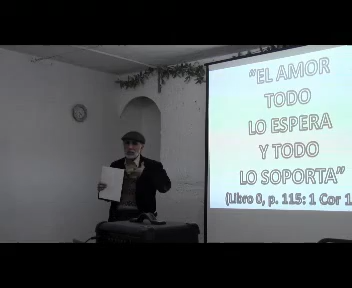 “EL AMOR
TODO
LO ESPERA
Y TODO
LO SOPORTA”
(Libro 0, p. 115: 1 Cor 1